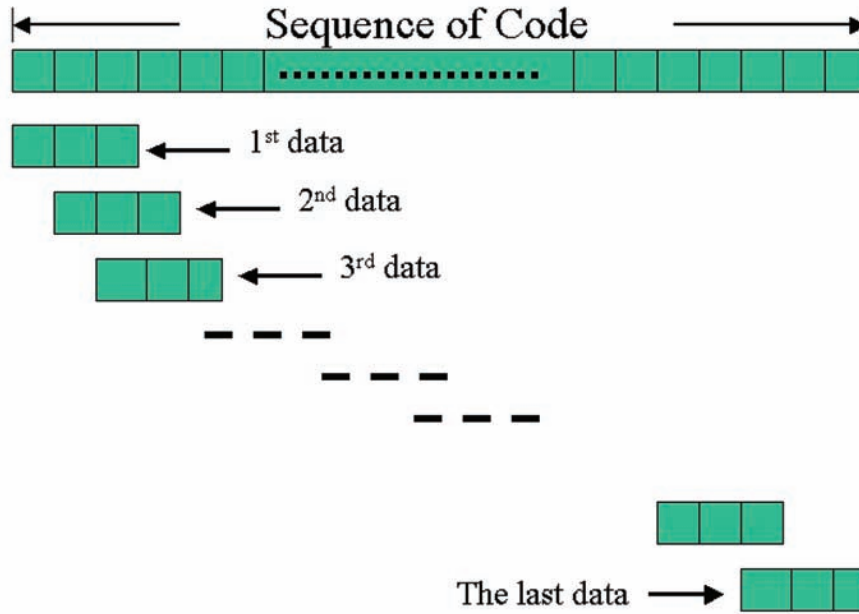 Sequence of Code
1st data
2nd data
3rd data
The last data